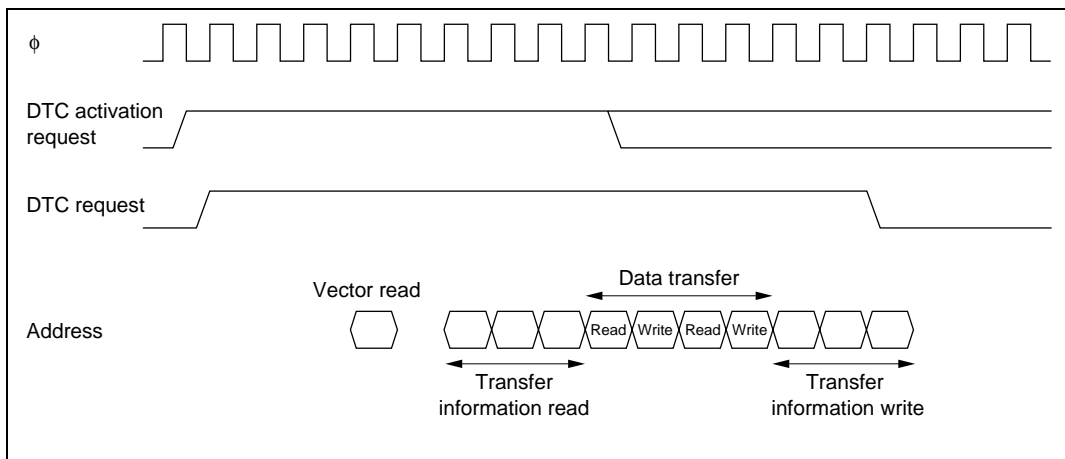 φ
DTC activation
request
DTC request
Data transfer
Vector read
Address
Read Write Read Write
Transfer
information read
Transfer
information write